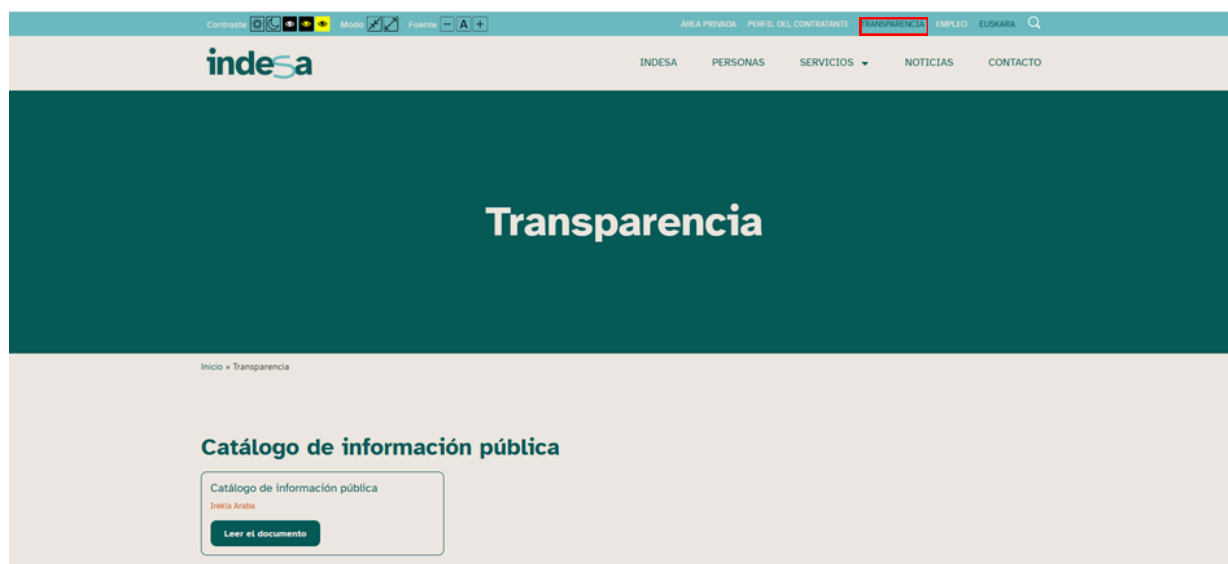 Contraste Modo Fuente − A + ÁREA PRIVADA PERFIL DEL CONTRATANTE TRANSPARENCIA EMPLEO EUSKARA
indesa INDESA PERSONAS SERVICIOS NOTICIAS CONTACTO
Transparencia
Inicio » Transparencia
Catálogo de información pública
Catálogo de información pública
Irekia Araba
Leer el documento